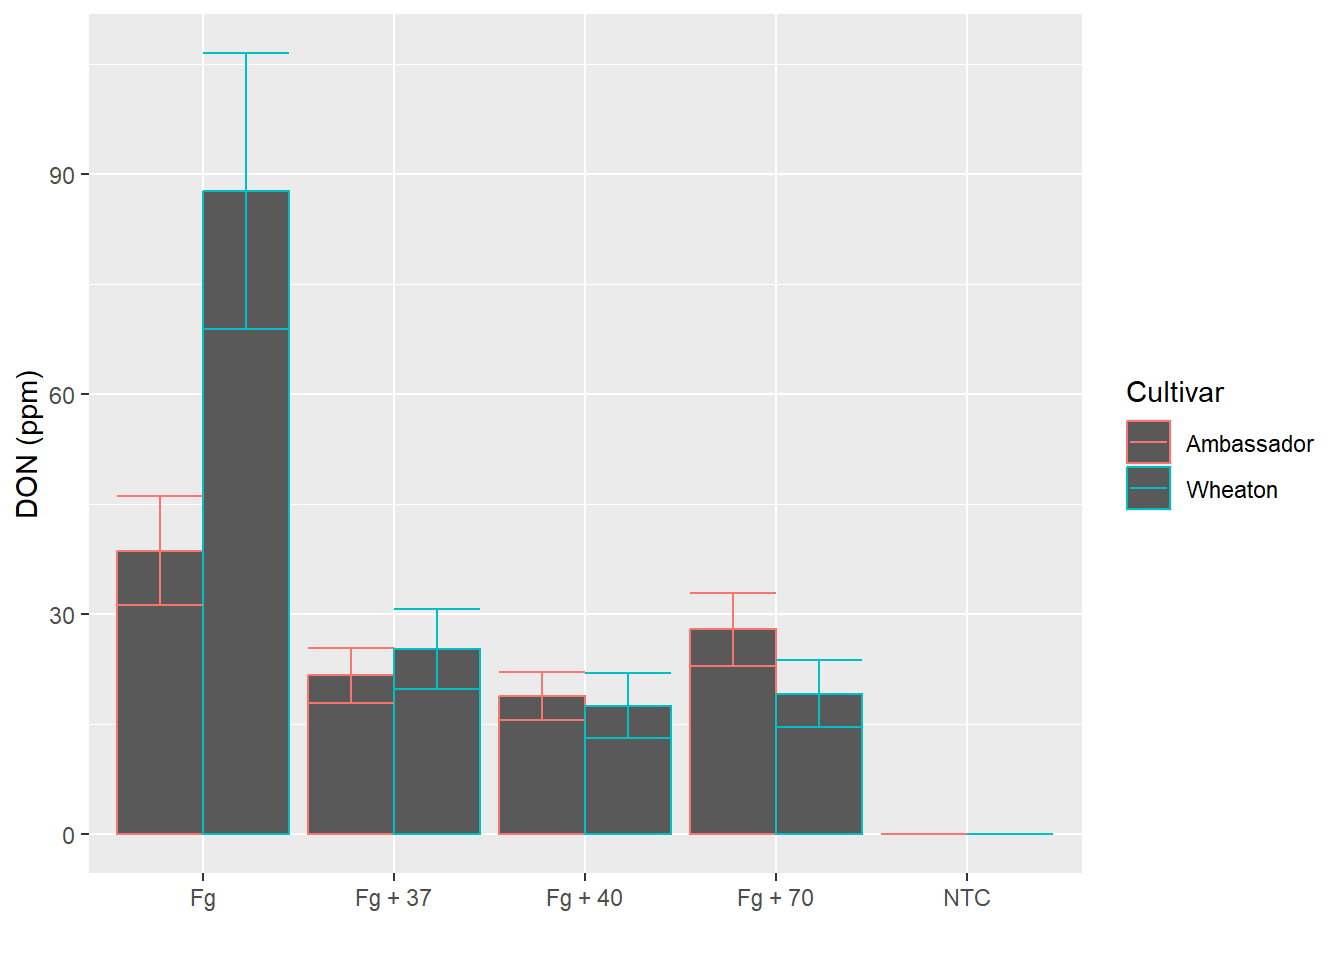 DON (ppm)
90
60
30
0
Fg
Fg + 37
Fg + 40
Fg + 70
NTC
Cultivar
Ambassador
Wheaton